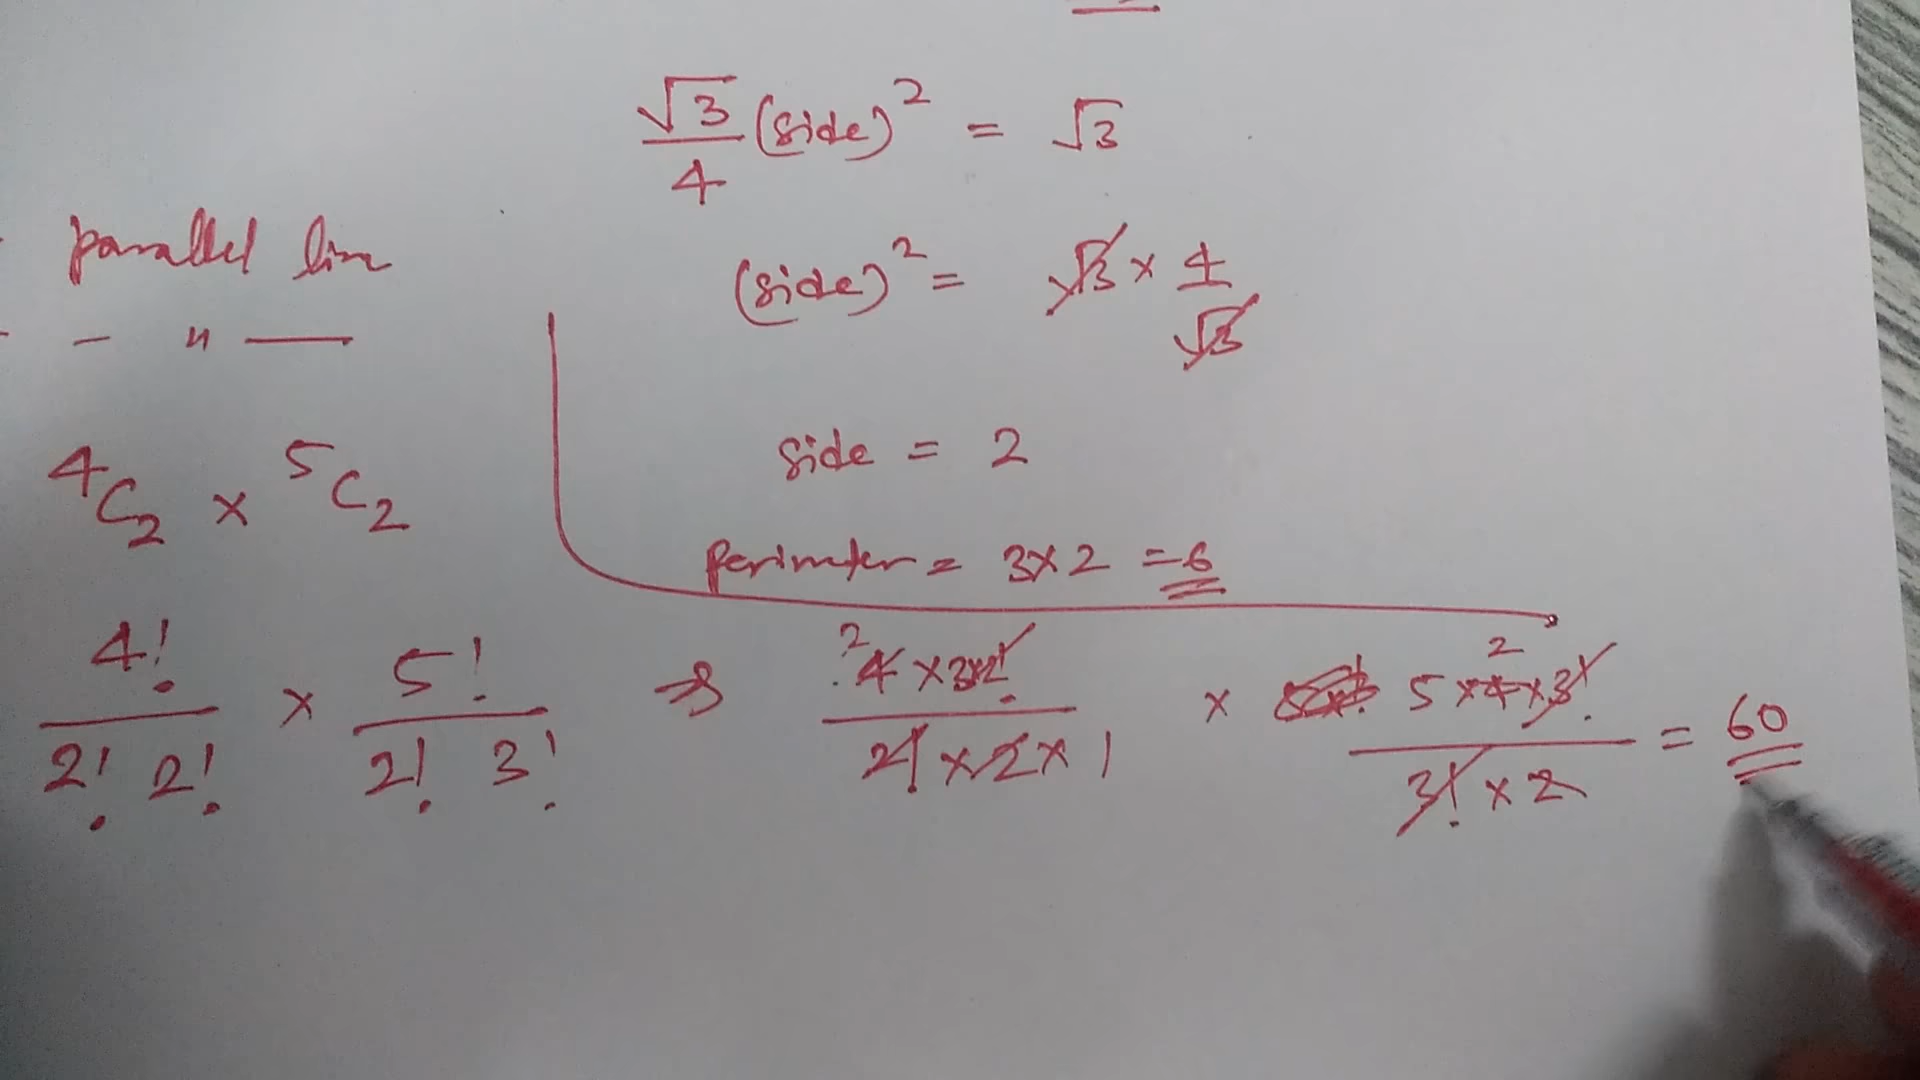 √3/4 (side)² = √3
parallel line
(side)² = √3 × 4/√3
— " —
side = 2
⁴C₂ × ⁵C₂
perimeter = 3×2 = 6
4!/2! 2! × 5!/2! 3! ⇒ 2 4×3×2!/2!×2×1 × 5×4×3! 2/3!×2 = 60